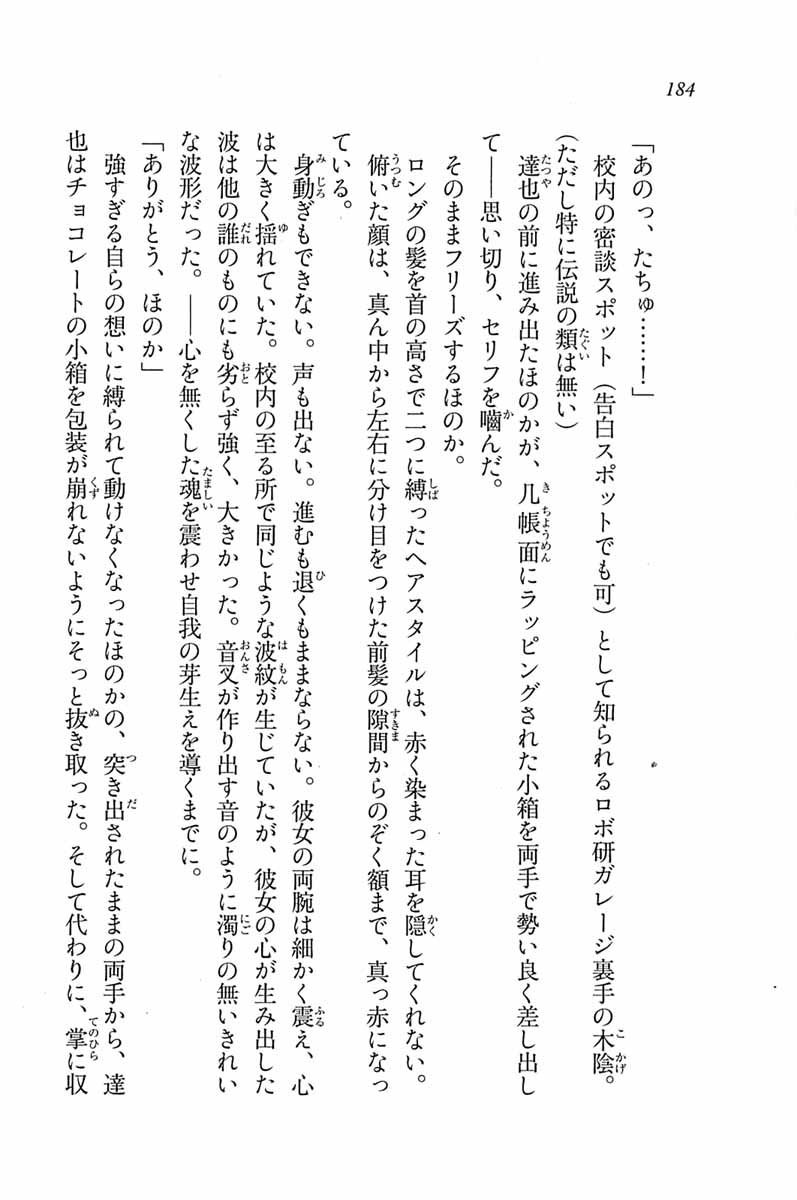 184
「あのっ、たちゅ……！」
校内の密談スポット（告白スポットでも可）として知られるロボ研ガレージ裏手の木陰。
（ただし特に伝説の類は無い）
達也の前に進み出たほのかが、几帳面にラッピングされた小箱を両手で勢い良く差し出し
て――思い切り、セリフを嚙んだ。
そのままフリーズするほのか。
ロングの髪を首の高さで二つに縛ったヘアスタイルは、赤く染まった耳を隠してくれない。
俯いた顔は、真ん中から左右に分け目をつけた前髪の隙間からのぞく額まで、真っ赤になっ
ている。
身動ぎもできない。声も出ない。進むも退くもままならない。彼女の両腕は細かく震え、心
は大きく揺れていた。校内の至る所で同じような波紋が生じていたが、彼女の心が生み出した
波は他の誰のものにも劣らず強く、大きかった。音叉が作り出す音のように濁りの無いきれい
な波形だった。――心を無くした魂を震わせ自我の芽生えを導くまでに。
「ありがとう、ほのか」
強すぎる自らの想いに縛られて動けなくなったほのかの、突き出されたままの両手から、達
也はチョコレートの小箱を包装が崩れないようにそっと抜き取った。そして代わりに、掌に収